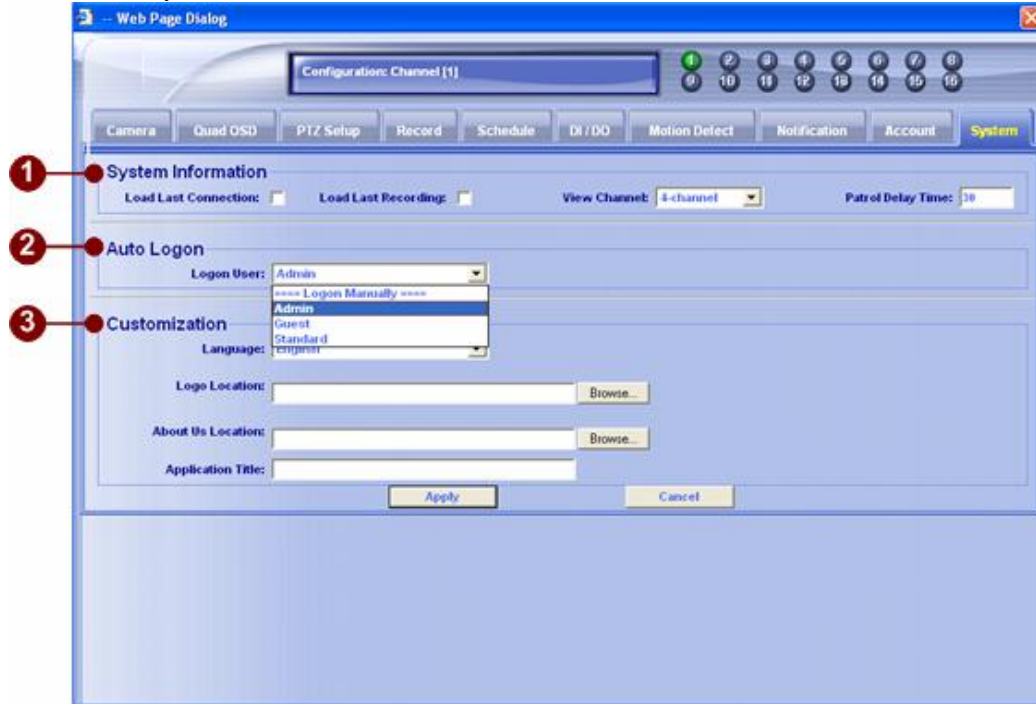 -- Web Page Dialog
Configuration: Channel [1]
1 2 3 4 5 6 7 8
9 10 11 12 13 14 15 16
Camera Quad OSD PTZ Setup Record Schedule DI / DO Motion Detect Notification Account System
1 System Information
Load Last Connection: Load Last Recording: View Channel: 4-channel Patrol Delay Time: 30
2 Auto Logon
Logon User: Admin
==== Logon Manually ====
Admin
3 Customization
Guest
Standard
Language: English
Logo Location: Browse...
About Us Location: Browse...
Application Title:
Apply Cancel